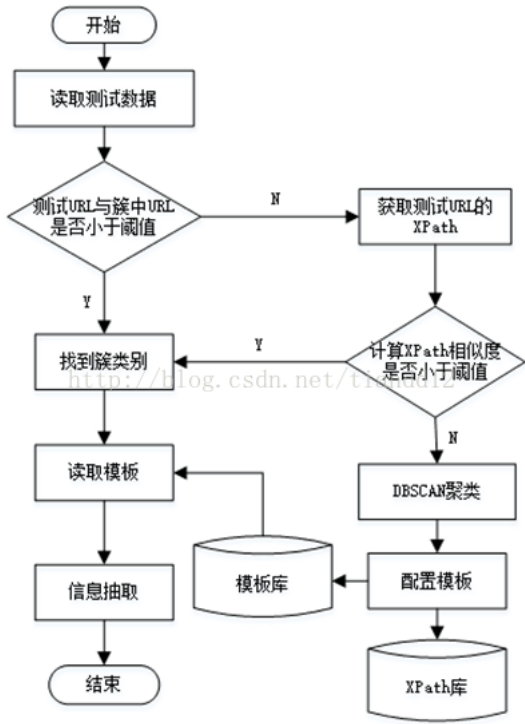 开始
读取测试数据
测试URL与簇中URL
是否小于阈值
N
获取测试URL的
XPath
Y
找到簇类别
Y
计算XPath相似度
是否小于阈值
N
读取模板
DBSCAN聚类
模板库
配置模板
信息抽取
结束
XPath库